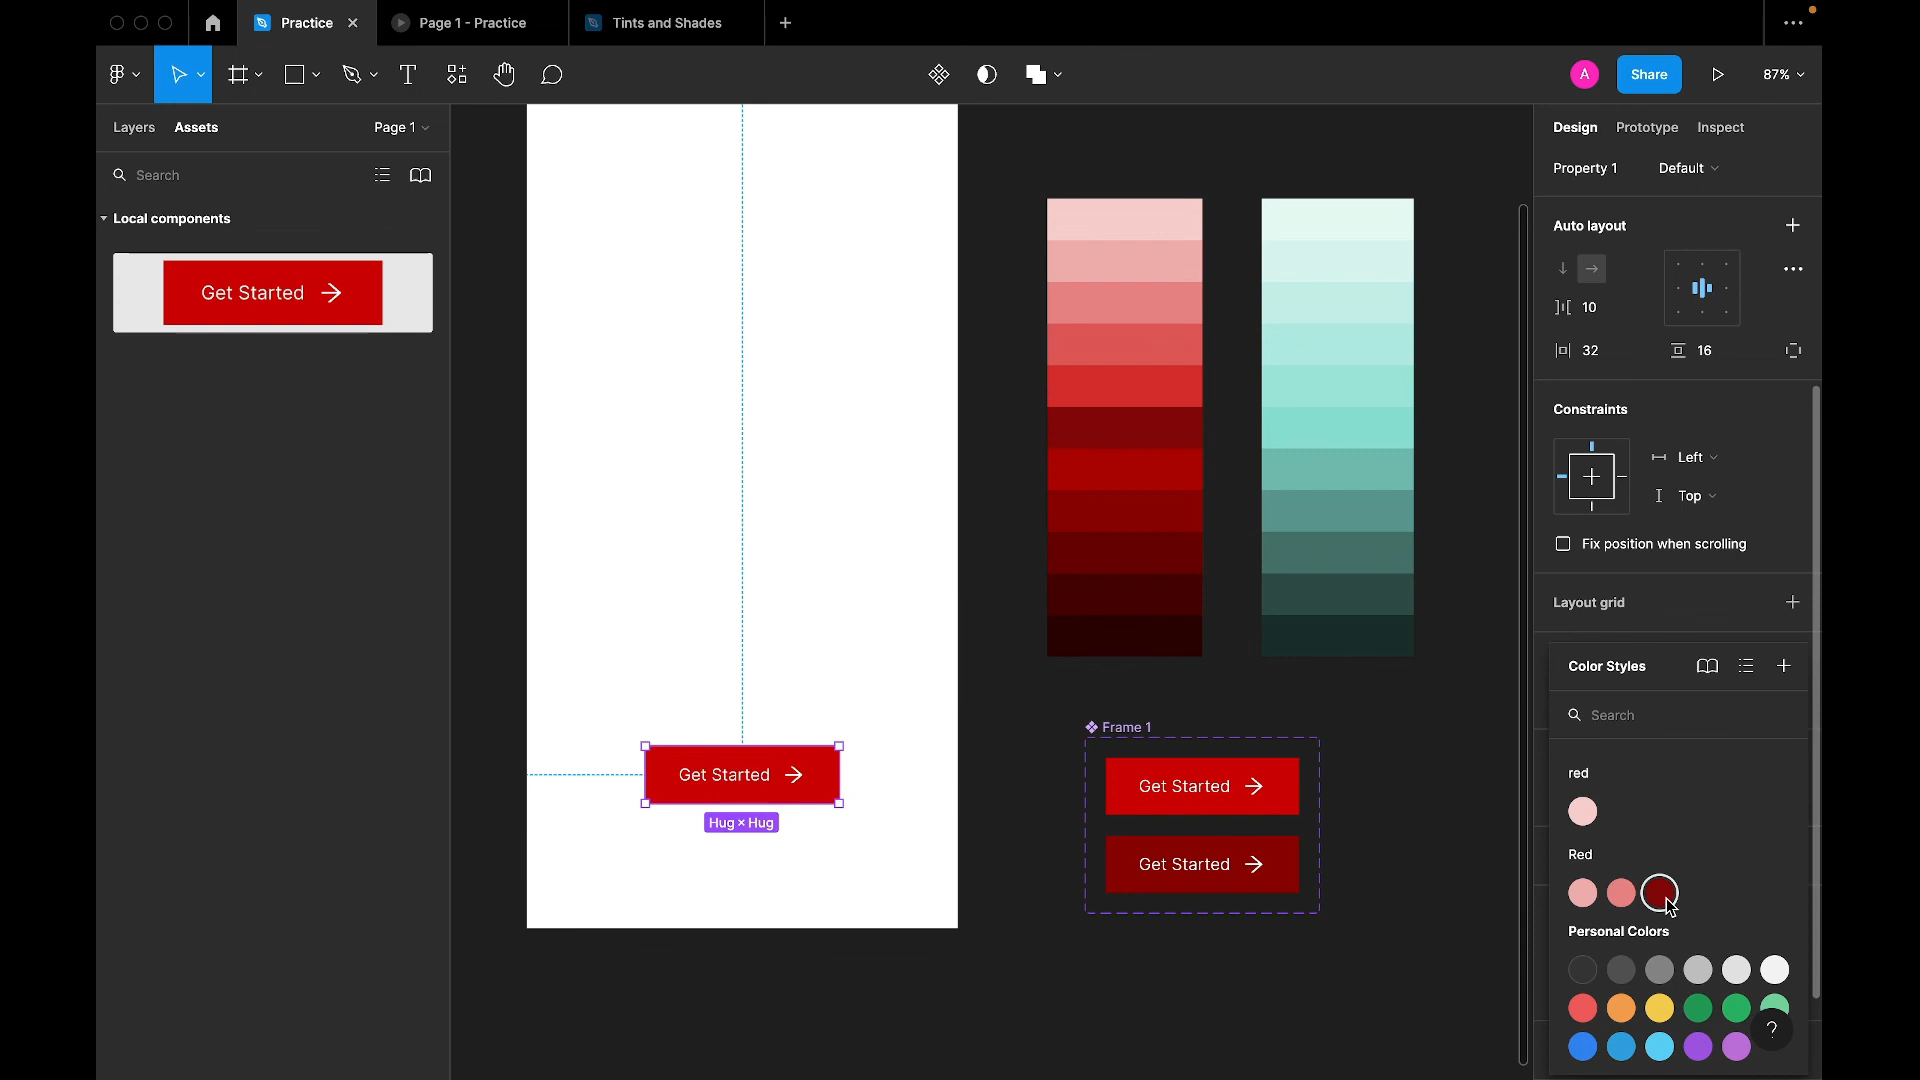 Practice
Page 1 - Practice
Tints and Shades
A
Share
87%
Layers
Assets
Page 1
Design
Prototype
Inspect
Property 1
Default
Search
Local components
Get Started
Auto layout
10
32
16
Constraints
Left
Top
Fix position when scrolling
Layout grid
Color Styles
Search
red
Red
Personal Colors
?
Get Started
Hug × Hug
Frame 1
Get Started
Get Started